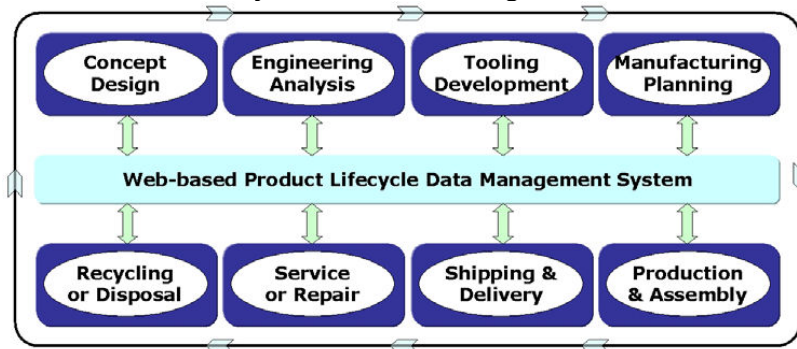 Concept
Design
Engineering
Analysis
Tooling
Development
Manufacturing
Planning
Web-based Product Lifecycle Data Management System
Recycling
or Disposal
Service
or Repair
Shipping &
Delivery
Production
& Assembly